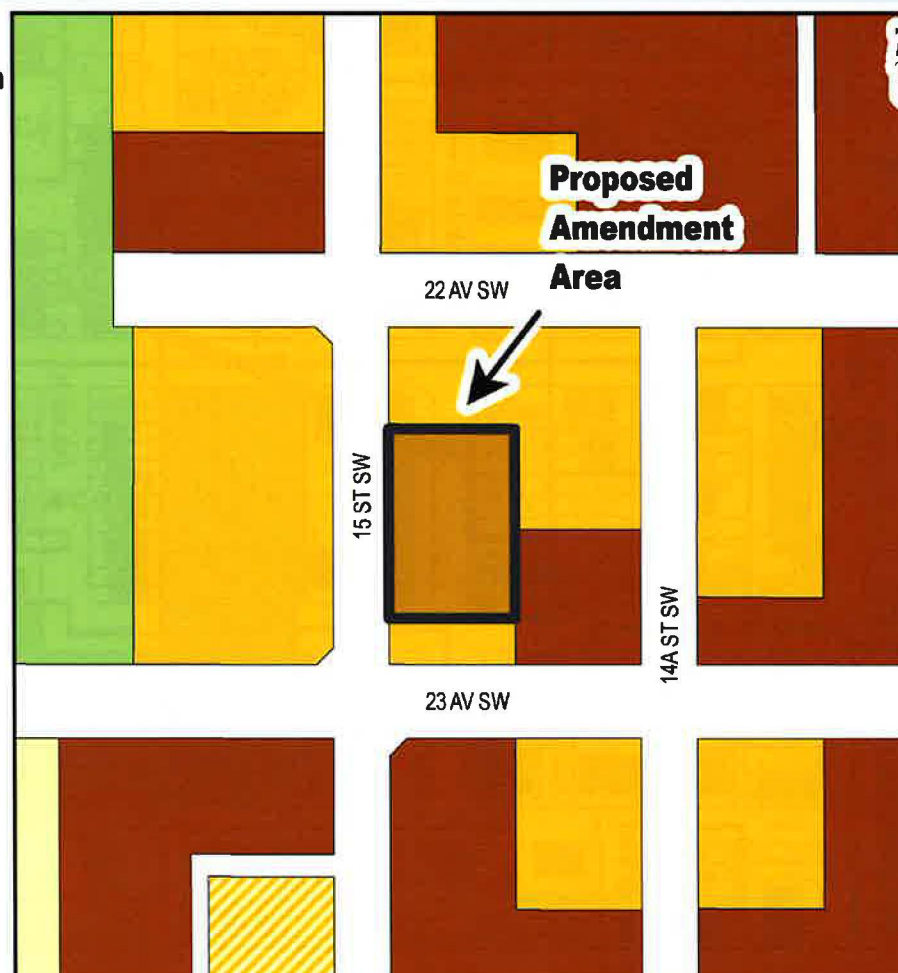 Proposed
Amendment
Area
22 AV SW
15 ST SW
14A ST SW
23 AV SW